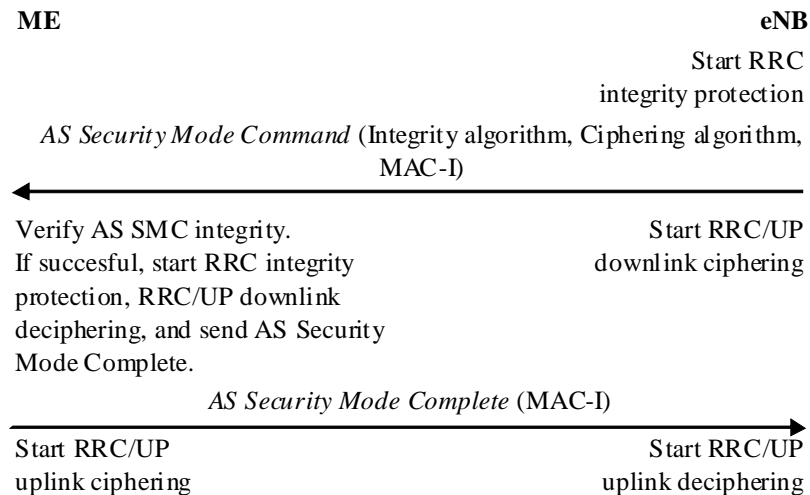 ME eNB
Start RRC
integrity protection
AS Security Mode Command (Integrity algorithm, Ciphering algorithm,
MAC-I)
Verify AS SMC integrity.
If succesful, start RRC integrity
protection, RRC/UP downlink
deciphering, and send AS Security
Mode Complete.
Start RRC/UP
downlink ciphering
AS Security Mode Complete (MAC-I)
Start RRC/UP
uplink ciphering
Start RRC/UP
uplink deciphering